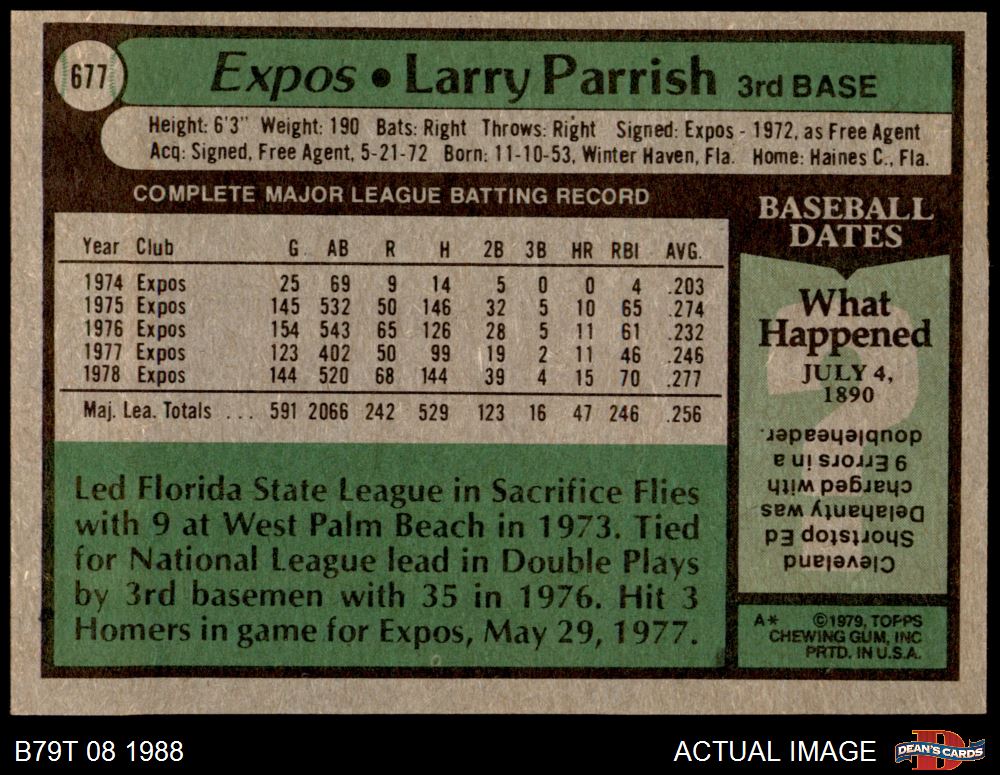 677
Expos • Larry Parrish 3rd BASE
Height: 6'3" Weight: 190 Bats: Right Throws: Right Signed: Expos - 1972, as Free Agent
Acq: Signed, Free Agent, 5-21-72 Born: 11-10-53, Winter Haven, Fla. Home: Haines C., Fla.
COMPLETE MAJOR LEAGUE BATTING RECORD
Year Club G AB R H 2B 3B HR RBI AVG.
1974 Expos 25 69 9 14 5 0 0 4 .203
1975 Expos 145 532 50 146 32 5 10 65 .274
1976 Expos 154 543 65 126 28 5 11 61 .232
1977 Expos 123 402 50 99 19 2 11 46 .246
1978 Expos 144 520 68 144 39 4 15 70 .277
Maj. Lea. Totals ... 591 2066 242 529 123 16 47 246 .256
Led Florida State League in Sacrifice Flies
with 9 at West Palm Beach in 1973. Tied
for National League lead in Double Plays
by 3rd basemen with 35 in 1976. Hit 3
Homers in game for Expos, May 29, 1977.
BASEBALL
DATES
What
Happened
JULY 4,
1890
Cleveland
Shortstop Ed
Delahanty was
charged with
9 Errors in a
doubleheader.
A* ©1979, TOPPS
CHEWING GUM, INC
PRTD. IN U.S.A.
B79T 08 1988
ACTUAL IMAGE
D
DEAN'S CARDS